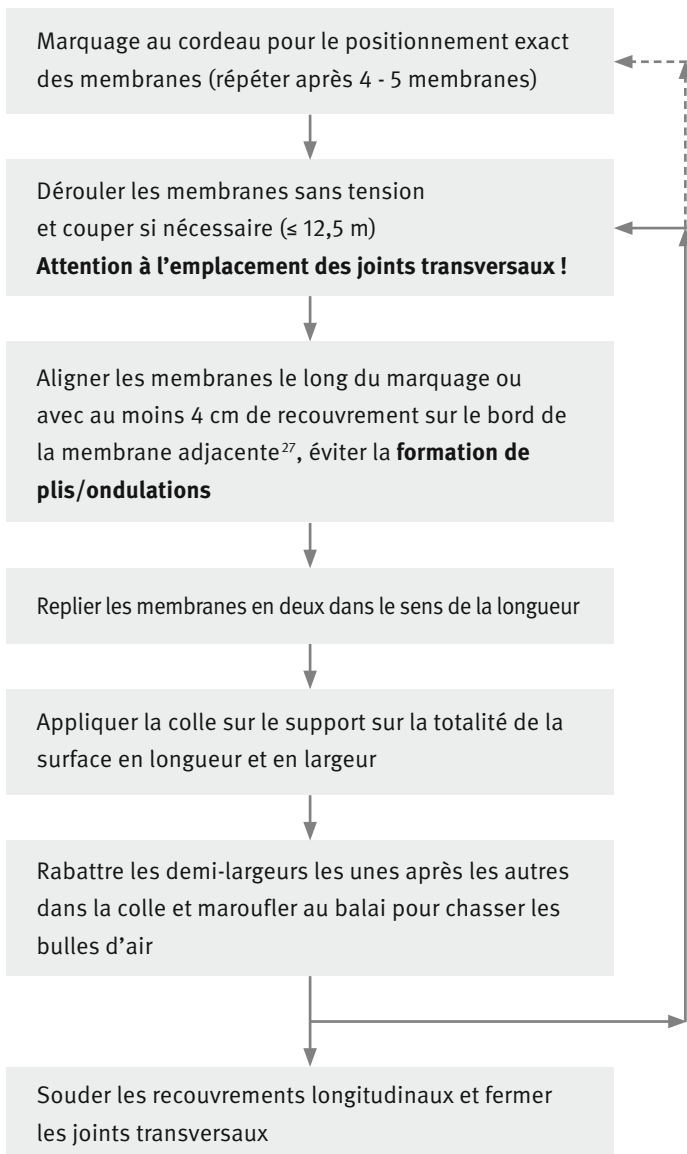 Marquage au cordeau pour le positionnement exact
des membranes (répéter après 4 - 5 membranes)
Dérouler les membranes sans tension
et couper si nécessaire (≤ 12,5 m)
Attention à l’emplacement des joints transversaux !
Aligner les membranes le long du marquage ou
avec au moins 4 cm de recouvrement sur le bord de
la membrane adjacente²⁷, éviter la formation de
plis/ondulations
Replier les membranes en deux dans le sens de la longueur
Appliquer la colle sur le support sur la totalité de la
surface en longueur et en largeur
Rabattre les demi-largeurs les unes après les autres
dans la colle et maroufler au balai pour chasser les
bulles d’air
Souder les recouvrements longitudinaux et fermer
les joints transversaux